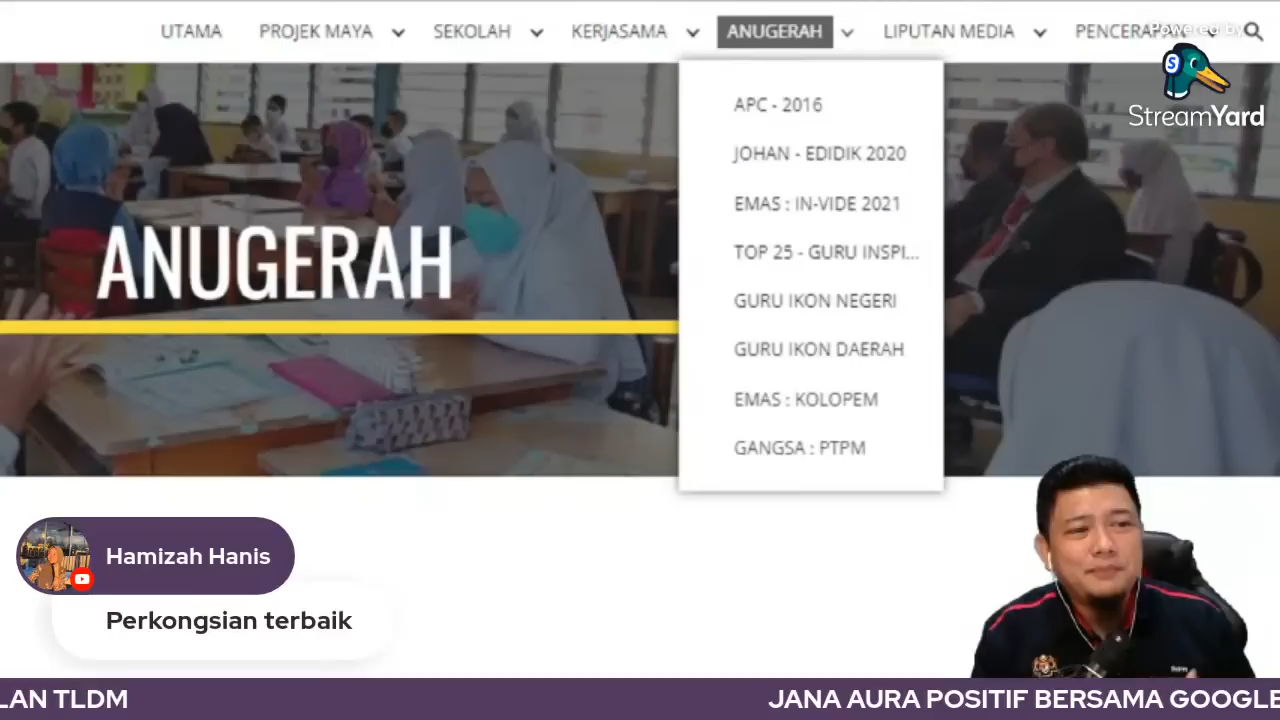 UTAMA
PROJEK MAYA
SEKOLAH
KERJASAMA
ANUGERAH
LIPUTAN MEDIA
Powered by
StreamYard
APC - 2016
JOHAN - EDIDIK 2020
EMAS : IN-VIDE 2021
TOP 25 - GURU INSPI...
GURU IKON NEGERI
GURU IKON DAERAH
EMAS : KOLOPEM
GANGSA : PTPM
ANUGERAH
Hamizah Hanis
Perkongsian terbaik
LAN TLDM
JANA AURA POSITIF BERSAMA GOOGLE